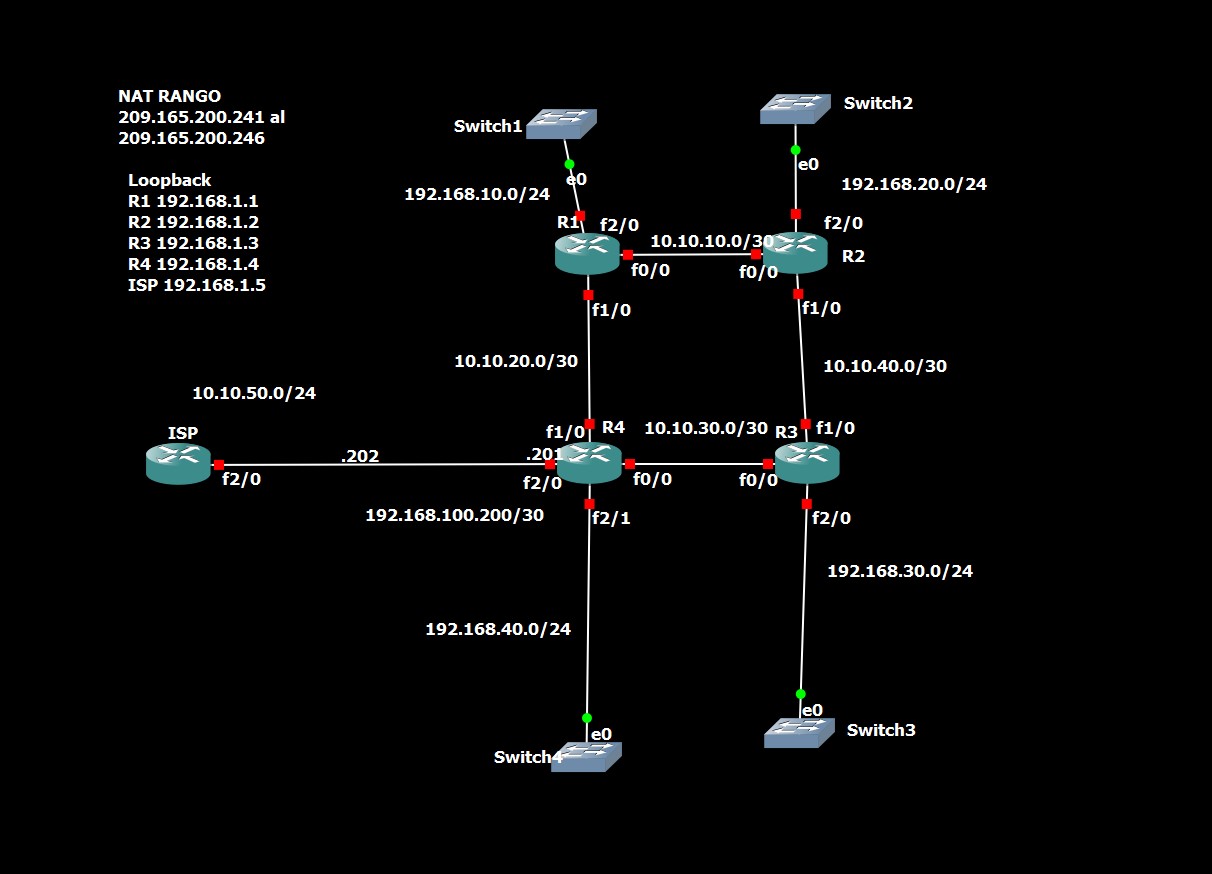 NAT RANGO
209.165.200.241 al
209.165.200.246
Loopback
R1 192.168.1.1
R2 192.168.1.2
R3 192.168.1.3
R4 192.168.1.4
ISP 192.168.1.5
Switch1
e0
192.168.10.0/24
R1
f2/0
f0/0
f1/0
10.10.10.0/30
Switch2
e0
192.168.20.0/24
f2/0
R2
f0/0
f1/0
10.10.20.0/30
10.10.40.0/30
10.10.50.0/24
ISP
f2/0
.202
.201
f1/0
R4
f2/0
f0/0
f2/1
10.10.30.0/30
R3
f1/0
f0/0
f2/0
192.168.100.200/30
192.168.30.0/24
192.168.40.0/24
e0
Switch4
e0
Switch3